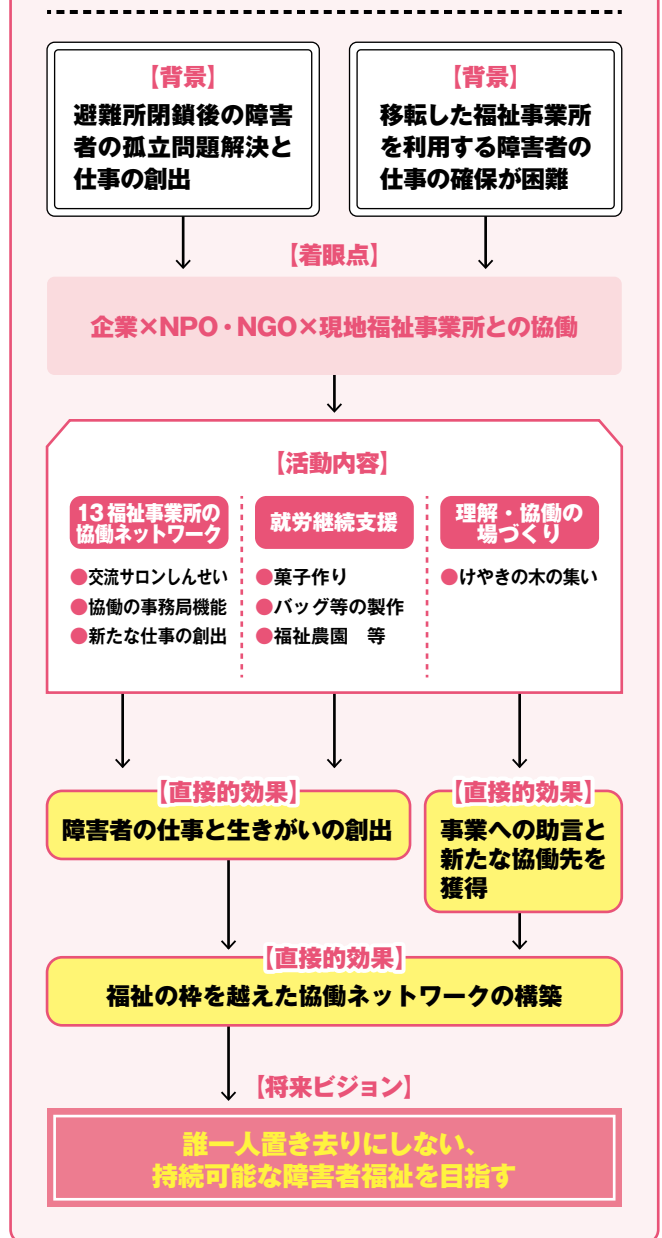 【背景】
避難所閉鎖後の障害
者の孤立問題解決と
仕事の創出
【背景】
移転した福祉事業所
を利用する障害者の
仕事の確保が困難
【着眼点】
企業×NPO・NGO×現地福祉事業所との協働
【活動内容】
13福祉事業所の
協働ネットワーク
●交流サロンしんせい
●協働の事務局機能
●新たな仕事の創出
就労継続支援
●菓子作り
●バッグ等の製作
●福祉農園　等
理解・協働の
場づくり
●けやきの木の集い
【直接的効果】
障害者の仕事と生きがいの創出
【直接的効果】
事業への助言と
新たな協働先を
獲得
【直接的効果】
福祉の枠を越えた協働ネットワークの構築
【将来ビジョン】
誰一人置き去りにしない、
持続可能な障害者福祉を目指す